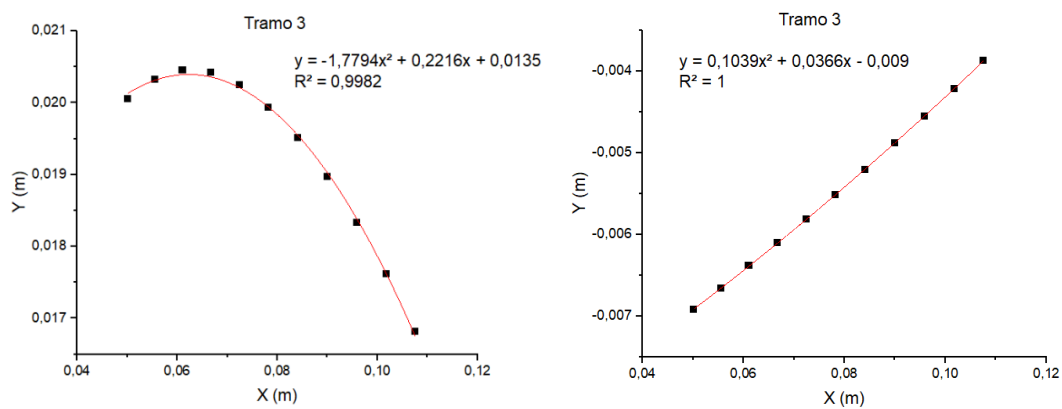 Tramo 3
y = -1,7794x² + 0,2216x + 0,0135
R² = 0,9982
0,021
0,020
0,019
0,018
0,017
Y (m)
0,04 0,06 0,08 0,10 0,12
X (m)
Tramo 3
y = 0,1039x² + 0,0366x - 0,009
R² = 1
-0,004
-0,005
-0,006
-0,007
Y (m)
0,04 0,06 0,08 0,10 0,12
X (m)